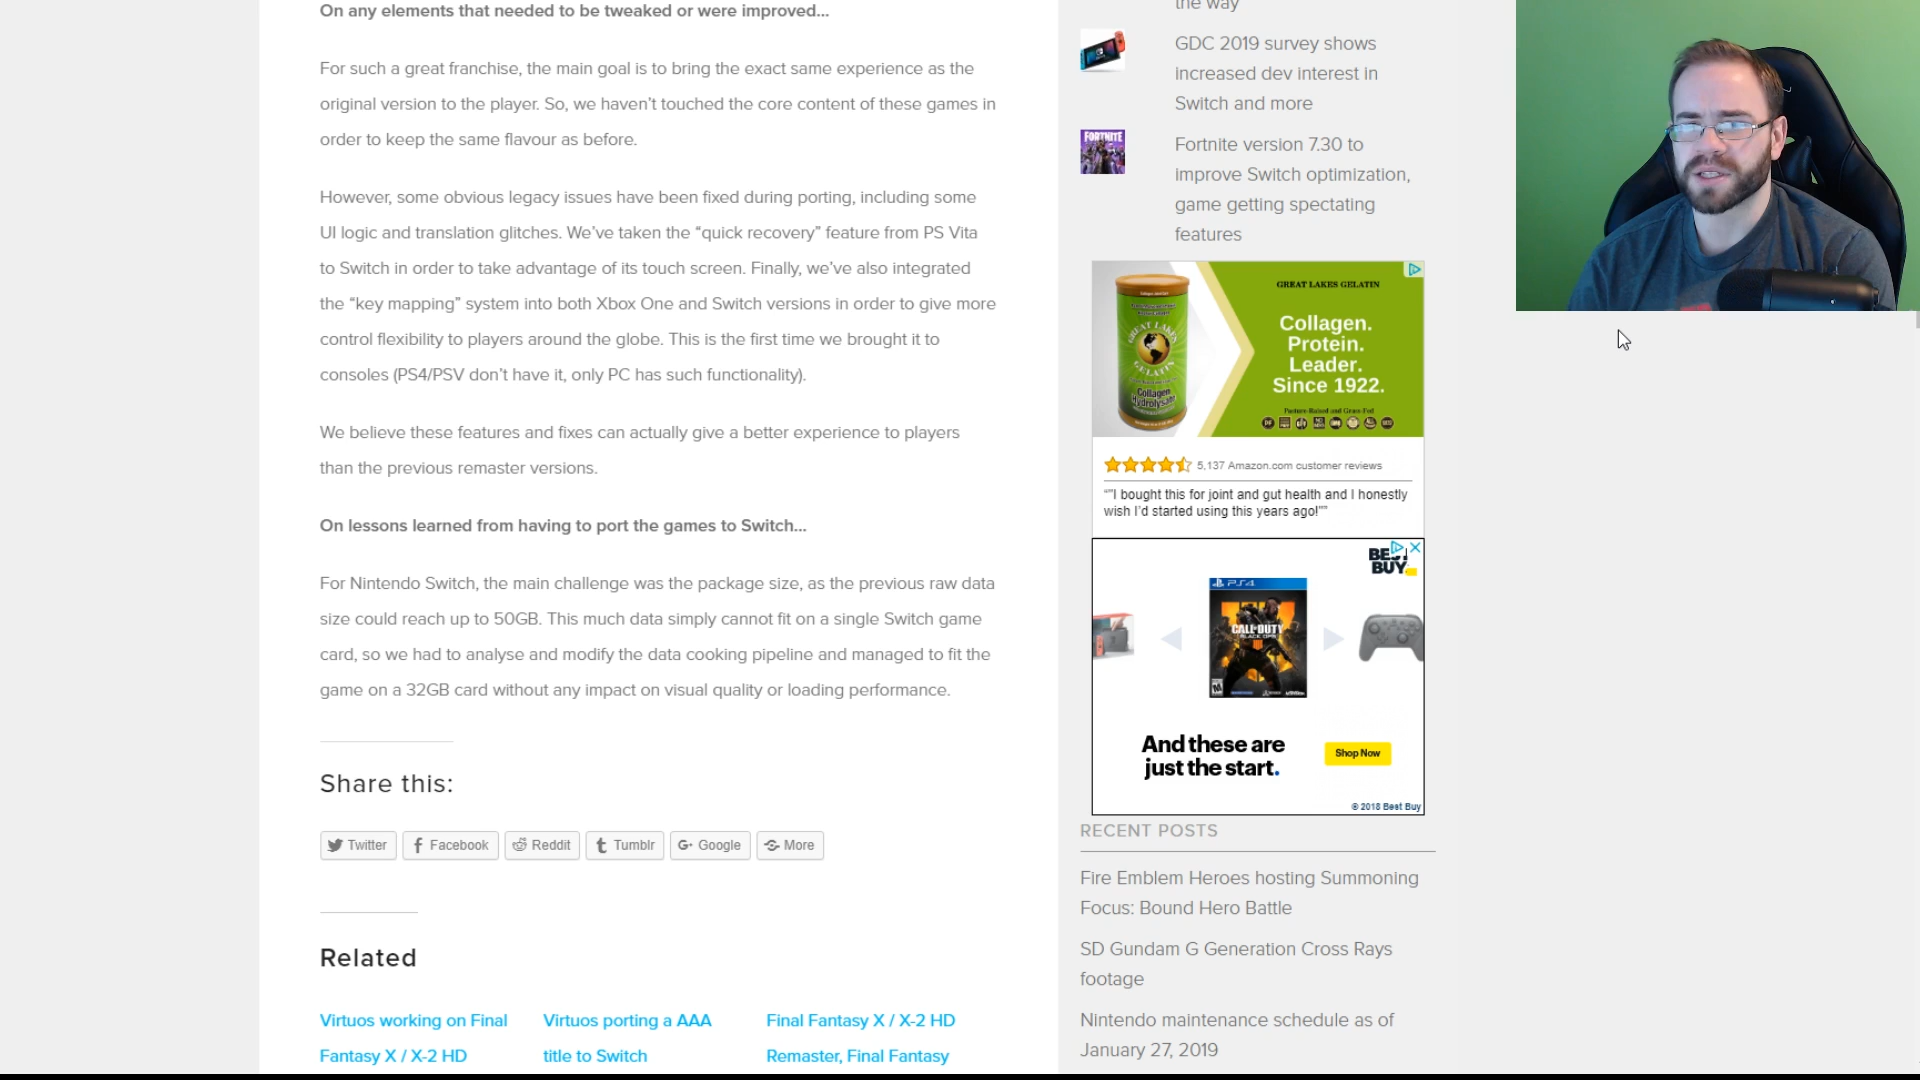 On any elements that needed to be tweaked or were improved...
For such a great franchise, the main goal is to bring the exact same experience as the
original version to the player. So, we haven't touched the core content of these games in
order to keep the same flavour as before.
However, some obvious legacy issues have been fixed during porting, including some
UI logic and translation glitches. We've taken the “quick recovery” feature from PS Vita
to Switch in order to take advantage of its touch screen. Finally, we've also integrated
the “key mapping” system into both Xbox One and Switch versions in order to give more
control flexibility to players around the globe. This is the first time we brought it to
consoles (PS4/PSV don't have it, only PC has such functionality).
We believe these features and fixes can actually give a better experience to players
than the previous remaster versions.
On lessons learned from having to port the games to Switch...
For Nintendo Switch, the main challenge was the package size, as the previous raw data
size could reach up to 50GB. This much data simply cannot fit on a single Switch game
card, so we had to analyse and modify the data cooking pipeline and managed to fit the
game on a 32GB card without any impact on visual quality or loading performance.
Share this:
Twitter
Facebook
Reddit
Tumblr
G+ Google
More
Related
Virtuos working on Final
Fantasy X / X-2 HD
Virtuos porting a AAA
title to Switch
Final Fantasy X / X-2 HD
Remaster, Final Fantasy
the way
GDC 2019 survey shows
increased dev interest in
Switch and more
FORTNITE
Fortnite version 7.30 to
improve Switch optimization,
game getting spectating
features
GREAT LAKES GELATIN
Collagen.
Protein.
Leader.
Since 1922.
Pasture-Raised and Grass-Fed
GREAT LAKES
GELATIN
Collagen
Hydrolysate
5,137 Amazon.com customer reviews
“"I bought this for joint and gut health and I honestly
wish I'd started using this years ago!"”
BEST
BUY
PS4
CALL OF DUTY
BLACK OPS
And these are
just the start.
Shop Now
© 2018 Best Buy
RECENT POSTS
Fire Emblem Heroes hosting Summoning
Focus: Bound Hero Battle
SD Gundam G Generation Cross Rays
footage
Nintendo maintenance schedule as of
January 27, 2019